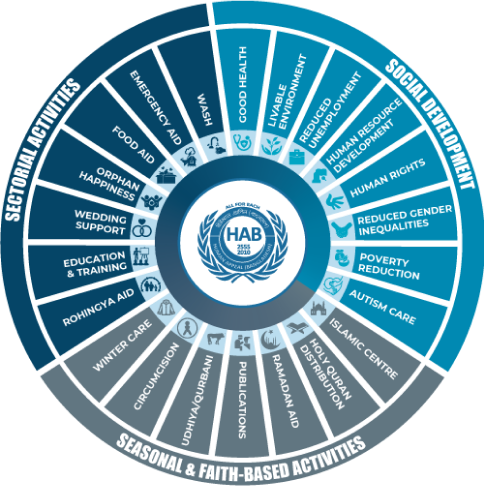 SOCIAL DEVELOPMENT
GOOD HEALTH
LIVABLE
ENVIRONMENT
REDUCED
UNEMPLOYMENT
HUMAN RESOURCE
DEVELOPMENT
HUMAN RIGHTS
REDUCED GENDER
INEQUALITIES
POVERTY
REDUCTION
AUTISM CARE
SEASONAL & FAITH-BASED ACTIVITIES
ISLAMIC CENTRE
HOLY QURAN
DISTRIBUTION
RAMADAN AID
PUBLICATIONS
UDHIYA/QURBANI
CIRCUMCISION
WINTER CARE
SECTORIAL ACTIVITIES
ROHINGYA AID
EDUCATION
& TRAINING
WEDDING
SUPPORT
ORPHAN
HAPPINESS
FOOD AID
EMERGENCY AID
WASH
ALL FOR EACH
HAB
2555
2010